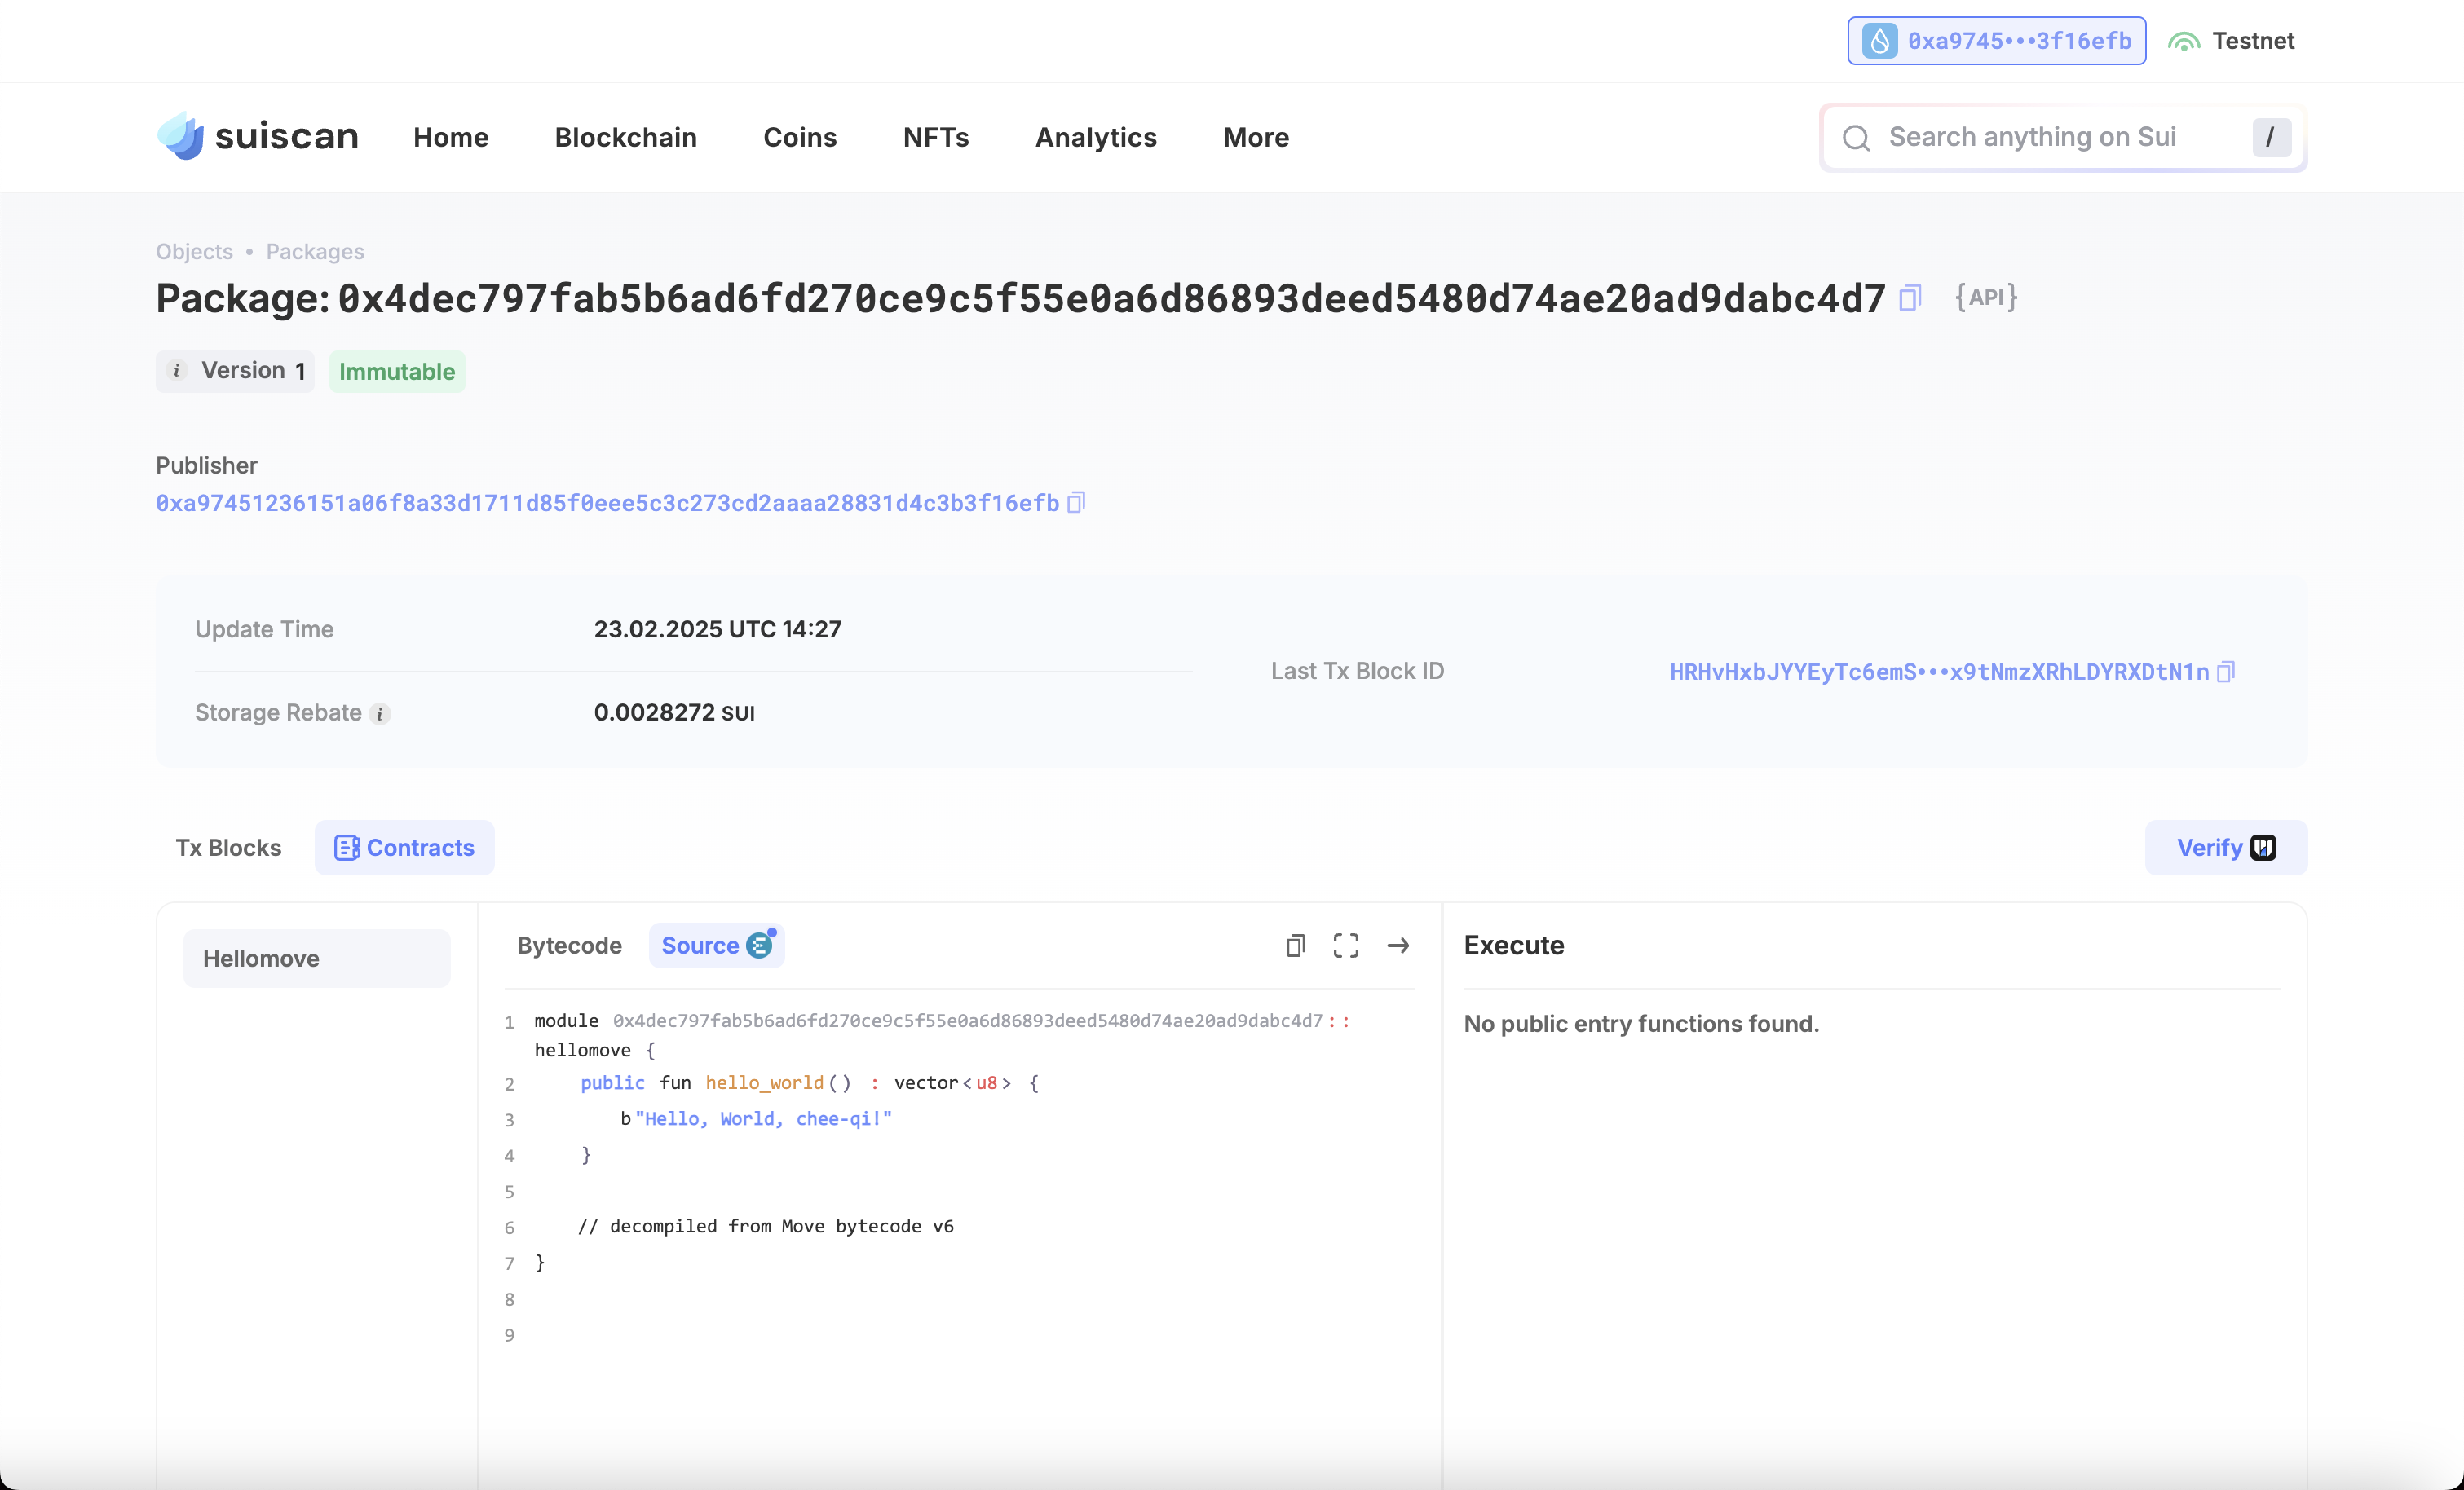 0xa9745•••3f16efb Testnet
suiscan Home Blockchain Coins NFTs Analytics More Search anything on Sui /
Objects • Packages
Package: 0x4dec797fab5b6ad6fd270ce9c5f55e0a6d86893deed5480d74ae20ad9dabc4d7 {API}
i Version 1 Immutable
Publisher
0xa97451236151a06f8a33d1711d85f0eee5c3c273cd2aaaa28831d4c3b3f16efb
Update Time 23.02.2025 UTC 14:27
Last Tx Block ID HRHvHxbJYYEyTc6emS•••x9tNmzXRhLDYRXDtN1n
Storage Rebate i 0.0028272 SUI
Tx Blocks Contracts Verify
Hellomove
Bytecode Source
Execute
No public entry functions found.
1 module 0x4dec797fab5b6ad6fd270ce9c5f55e0a6d86893deed5480d74ae20ad9dabc4d7::
hellomove {
2 public fun hello_world() : vector<u8> {
3 b"Hello, World, chee-qi!"
4 }
5
6 // decompiled from Move bytecode v6
7 }
8
9